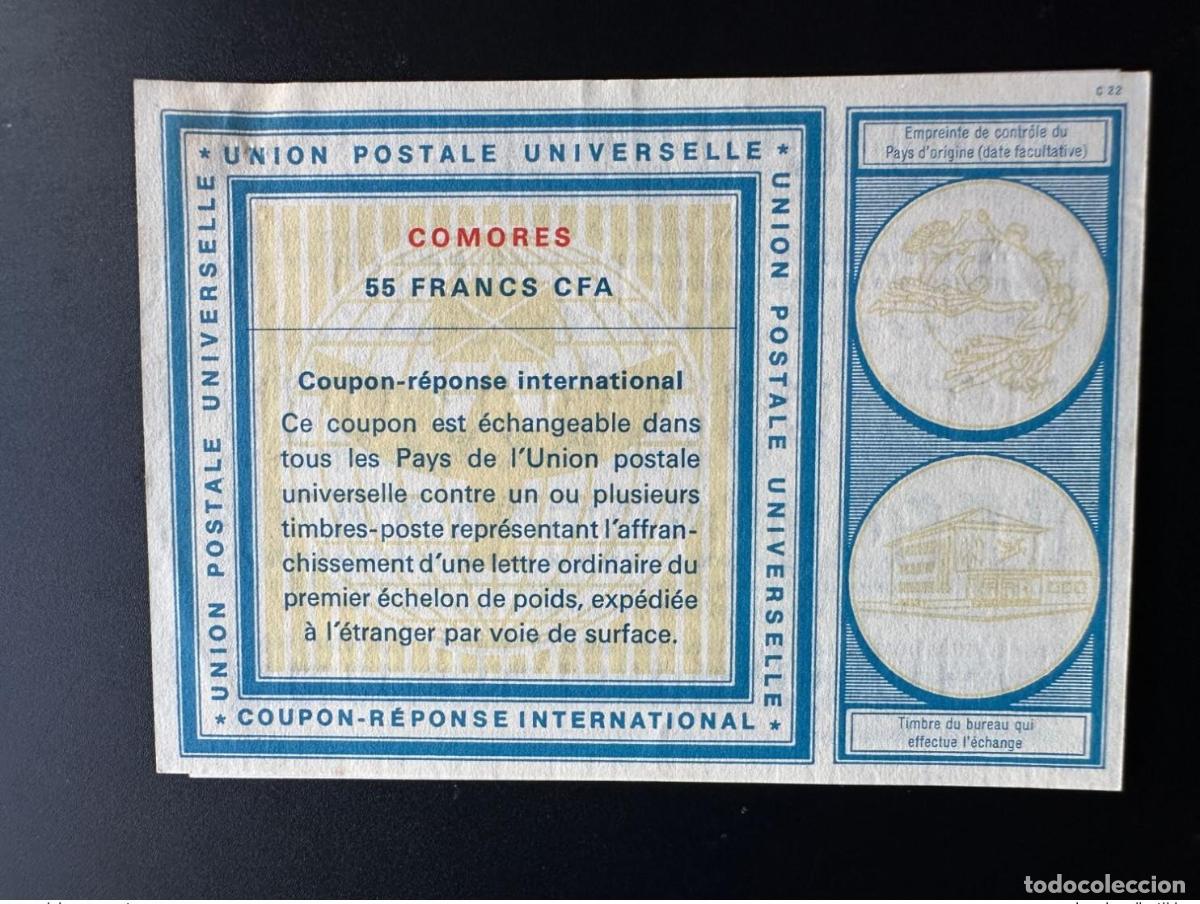 C 22
* UNION POSTALE UNIVERSELLE *
UNION POSTALE UNIVERSELLE
UNION POSTALE UNIVERSELLE
COMORES
55 FRANCS CFA
Coupon-réponse international
Ce coupon est échangeable dans
tous les Pays de l'Union postale
universelle contre un ou plusieurs
timbres-poste représentant l'affran-
chissement d'une lettre ordinaire du
premier échelon de poids, expédiée
à l'étranger par voie de surface.
* COUPON-RÉPONSE INTERNATIONAL *
Empreinte de contrôle du
Pays d'origine (date facultative)
Timbre du bureau qui
effectue l'échange
todocoleccion